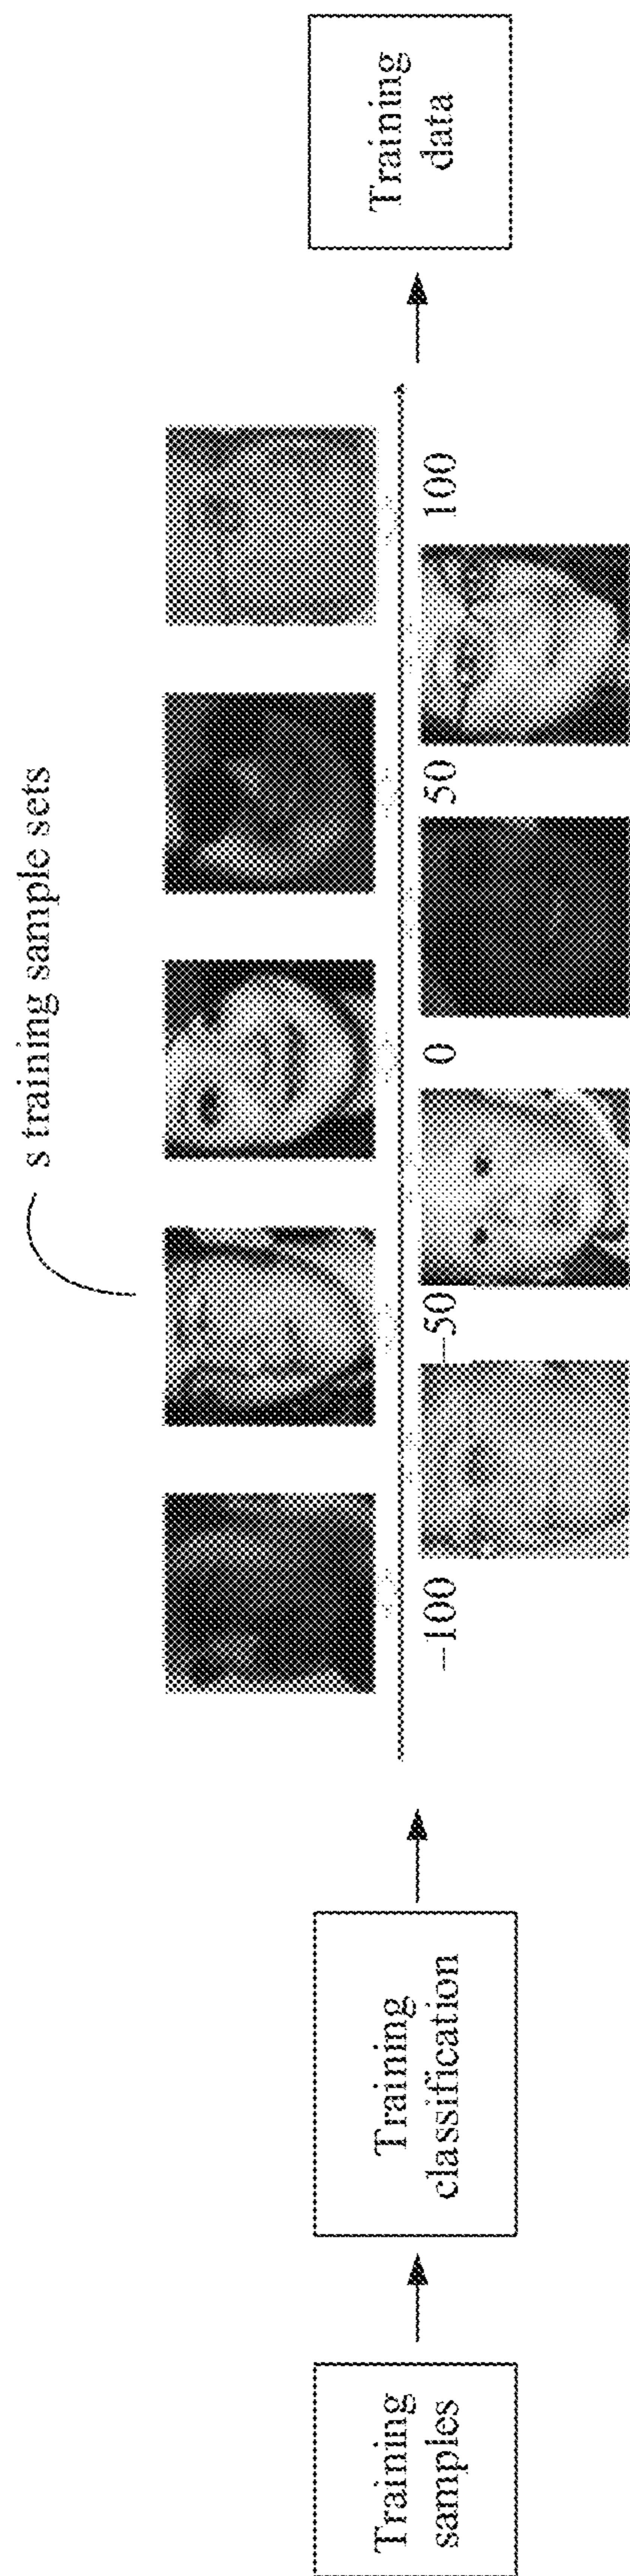 s training sample sets
Training
samples
Training
classification
–100
–50
0
50
100
Training
data